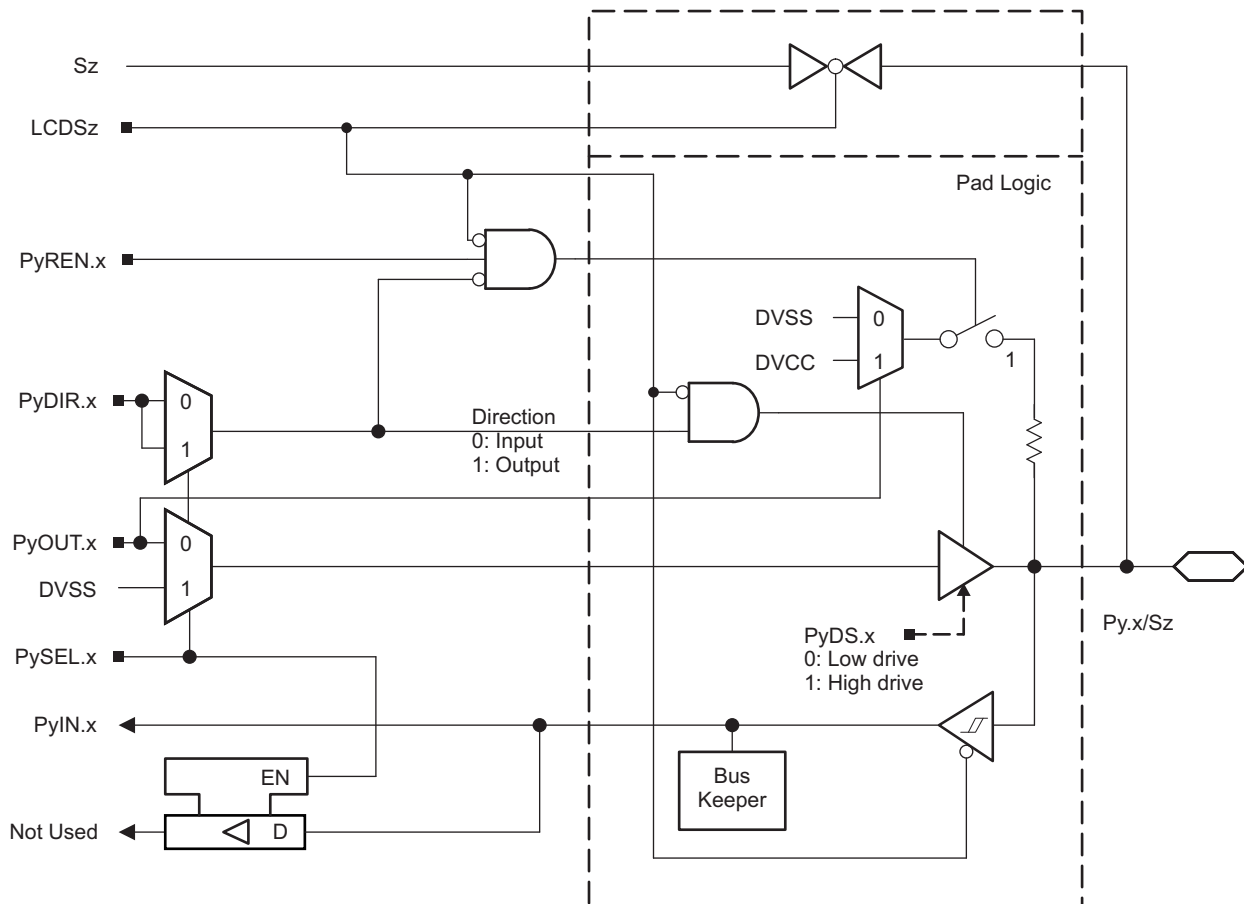 Sz
LCDSz
Pad Logic
PyREN.x
DVSS
0
DVCC
1
1
PyDIR.x
0
1
Direction
0: Input
1: Output
PyOUT.x
0
DVSS
1
PySEL.x
PyDS.x
0: Low drive
1: High drive
Py.x/Sz
PyIN.x
EN
Bus
Keeper
Not Used
D